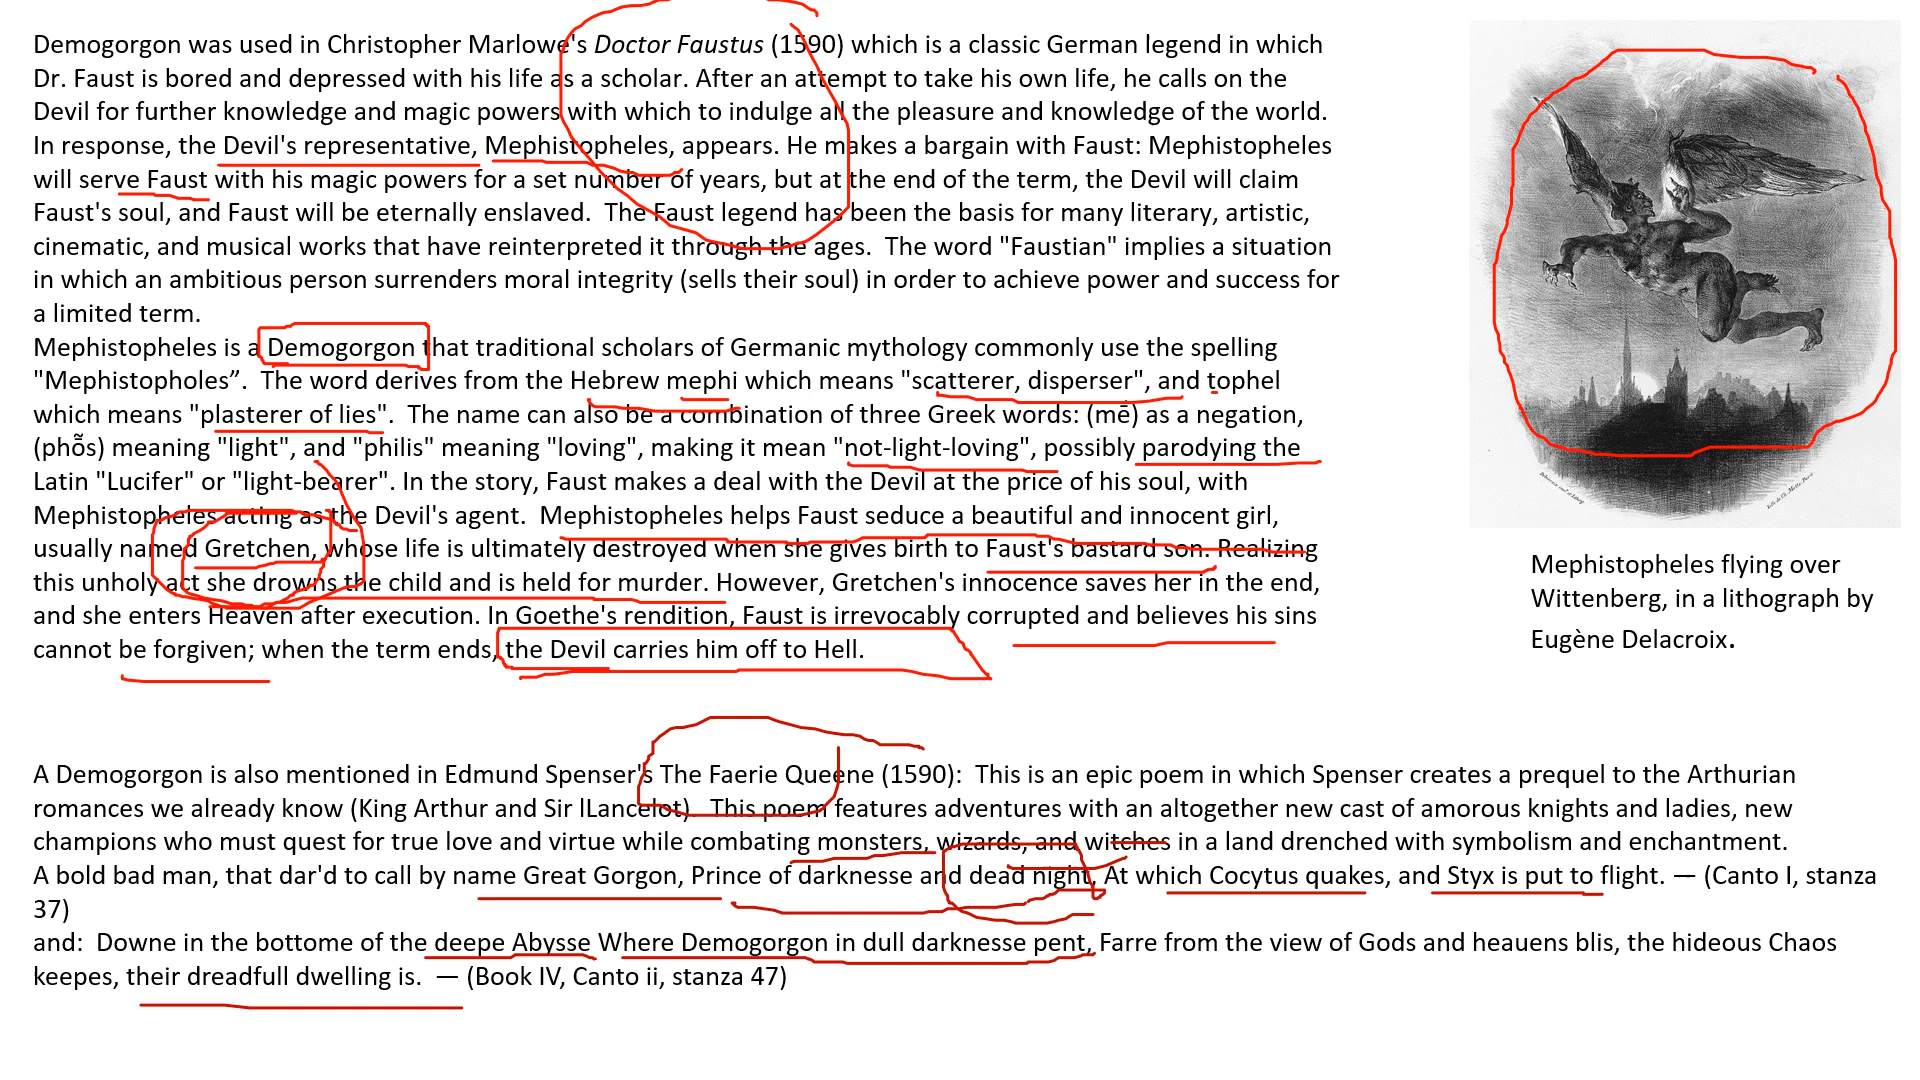 Demogorgon was used in Christopher Marlowe's Doctor Faustus (1590) which is a classic German legend in which
Dr. Faust is bored and depressed with his life as a scholar. After an attempt to take his own life, he calls on the
Devil for further knowledge and magic powers with which to indulge all the pleasure and knowledge of the world.
In response, the Devil's representative, Mephistopheles, appears. He makes a bargain with Faust: Mephistopheles
will serve Faust with his magic powers for a set number of years, but at the end of the term, the Devil will claim
Faust's soul, and Faust will be eternally enslaved.  The Faust legend has been the basis for many literary, artistic,
cinematic, and musical works that have reinterpreted it through the ages.  The word "Faustian" implies a situation
in which an ambitious person surrenders moral integrity (sells their soul) in order to achieve power and success for
a limited term.
Mephistopheles is a Demogorgon that traditional scholars of Germanic mythology commonly use the spelling
"Mephistopholes”.  The word derives from the Hebrew mephi which means "scatterer, disperser", and tophel
which means "plasterer of lies".  The name can also be a combination of three Greek words: (mē) as a negation,
(phō̃s) meaning "light", and "philis" meaning "loving", making it mean "not-light-loving", possibly parodying the
Latin "Lucifer" or "light-bearer". In the story, Faust makes a deal with the Devil at the price of his soul, with
Mephistopheles acting as the Devil's agent.  Mephistopheles helps Faust seduce a beautiful and innocent girl,
usually named Gretchen, whose life is ultimately destroyed when she gives birth to Faust's bastard son. Realizing
this unholy act she drowns the child and is held for murder. However, Gretchen's innocence saves her in the end,
and she enters Heaven after execution. In Goethe's rendition, Faust is irrevocably corrupted and believes his sins
cannot be forgiven; when the term ends, the Devil carries him off to Hell.
Mephistopheles flying over
Wittenberg, in a lithograph by
Eugène Delacroix.
A Demogorgon is also mentioned in Edmund Spenser's The Faerie Queene (1590):  This is an epic poem in which Spenser creates a prequel to the Arthurian
romances we already know (King Arthur and Sir lLancelot).  This poem features adventures with an altogether new cast of amorous knights and ladies, new
champions who must quest for true love and virtue while combating monsters, wizards, and witches in a land drenched with symbolism and enchantment.
A bold bad man, that dar'd to call by name Great Gorgon, Prince of darknesse and dead night, At which Cocytus quakes, and Styx is put to flight. — (Canto I, stanza
37)
and:  Downe in the bottome of the deepe Abysse Where Demogorgon in dull darknesse pent, Farre from the view of Gods and heauens blis, the hideous Chaos
keepes, their dreadfull dwelling is.  — (Book IV, Canto ii, stanza 47)